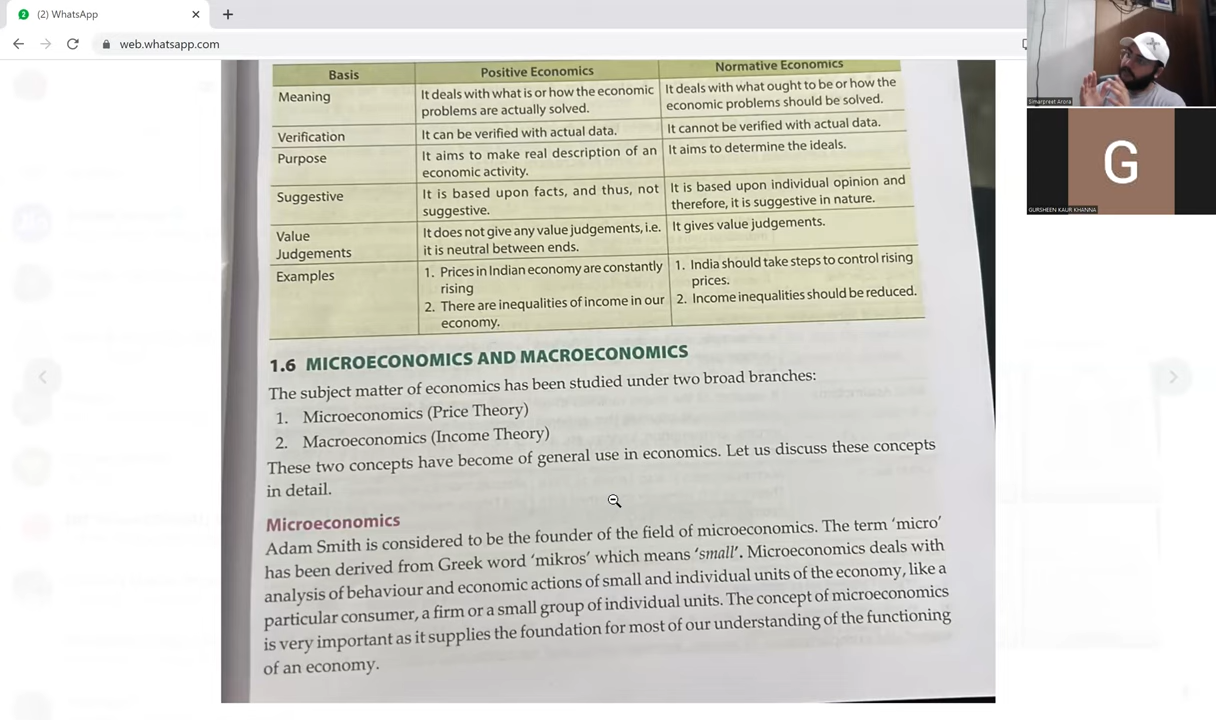 2 (2) WhatsApp
web.whatsapp.com
Basis Positive Economics Normative Economics
Meaning It deals with what is or how the economic It deals with what ought to be or how the
problems are actually solved. economic problems should be solved.
Verification It can be verified with actual data. It cannot be verified with actual data.
Purpose It aims to make real description of an It aims to determine the ideals.
economic activity.
Suggestive It is based upon facts, and thus, not It is based upon individual opinion and
suggestive. therefore, it is suggestive in nature.
Value It does not give any value judgements, i.e. It gives value judgements.
Judgements it is neutral between ends.
Examples 1. Prices in Indian economy are constantly 1. India should take steps to control rising
rising prices.
2. There are inequalities of income in our 2. Income inequalities should be reduced.
economy.
1.6 MICROECONOMICS AND MACROECONOMICS
The subject matter of economics has been studied under two broad branches:
1. Microeconomics (Price Theory)
2. Macroeconomics (Income Theory)
These two concepts have become of general use in economics. Let us discuss these concepts
in detail.
Microeconomics
Adam Smith is considered to be the founder of the field of microeconomics. The term 'micro'
has been derived from Greek word 'mikros' which means 'small'. Microeconomics deals with
analysis of behaviour and economic actions of small and individual units of the economy, like a
particular consumer, a firm or a small group of individual units. The concept of microeconomics
is very important as it supplies the foundation for most of our understanding of the functioning
of an economy.
Simarpreet Arora
G
GURSHEEN KAUR KHANNA